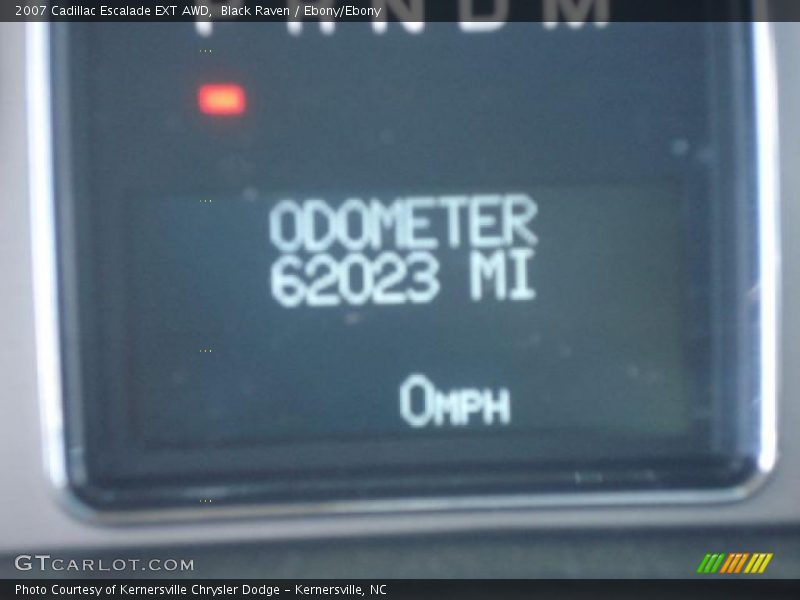 2007 Cadillac Escalade EXT AWD, Black Raven / Ebony/Ebony
P R N D M
ODOMETER
62023 MI
0MPH
GTCARLOT.COM
Photo Courtesy of Kernersville Chrysler Dodge – Kernersville, NC